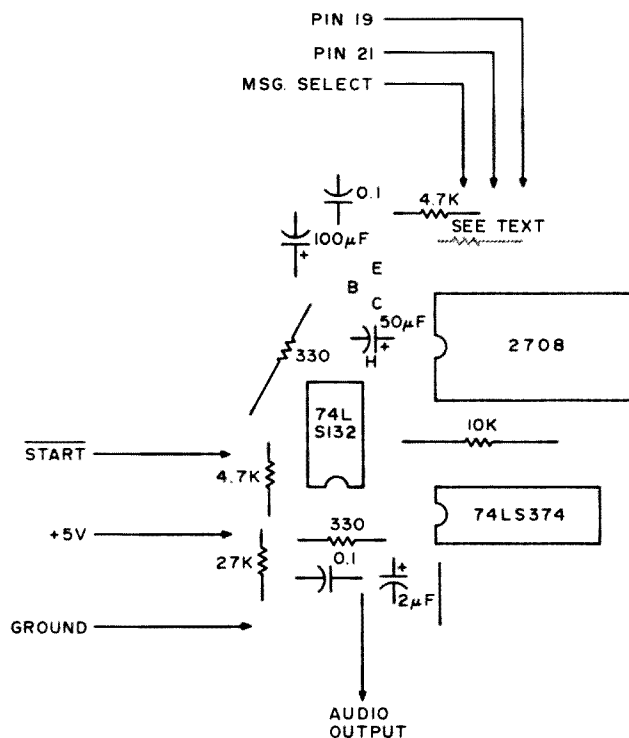 PIN 19
PIN 21
MSG. SELECT
0.1
4.7K
SEE TEXT
100µF
+
E
B
C
50µF
+
H
330
2708
74L
S132
10K
START
4.7K
74LS374
+5V
330
27K
0.1
+
2µF
GROUND
AUDIO
OUTPUT